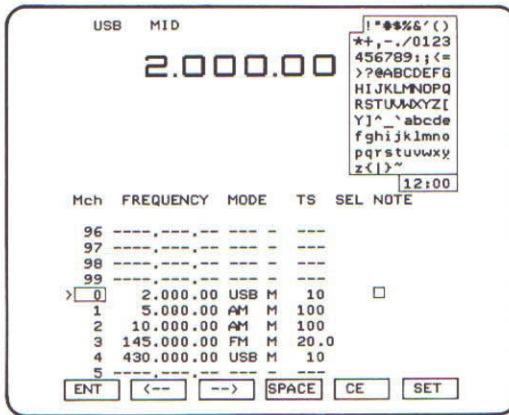 USB MID
2.000.00
!"#$%&'()
*+,-./0123
456789:;<=
>?@ABCDEFG
HIJKLMNOPQ
RSTUVWXYZ[
Y]^_`abcde
fghijklmno
pqrstuvwxy
z{|}~
12:00
Mch FREQUENCY MODE TS SEL NOTE
96 ----.---.-- --- - ---
97 ----.---.-- --- - ---
98 ----.---.-- --- - ---
99 ----.---.-- --- - ---
> 0 2.000.00 USB M 10 □
1 5.000.00 AM M 100
2 10.000.00 AM M 100
3 145.000.00 FM M 20.0
4 430.000.00 USB M 10
5 ----.---.-- --- - ---
ENT <-- --> SPACE CE SET